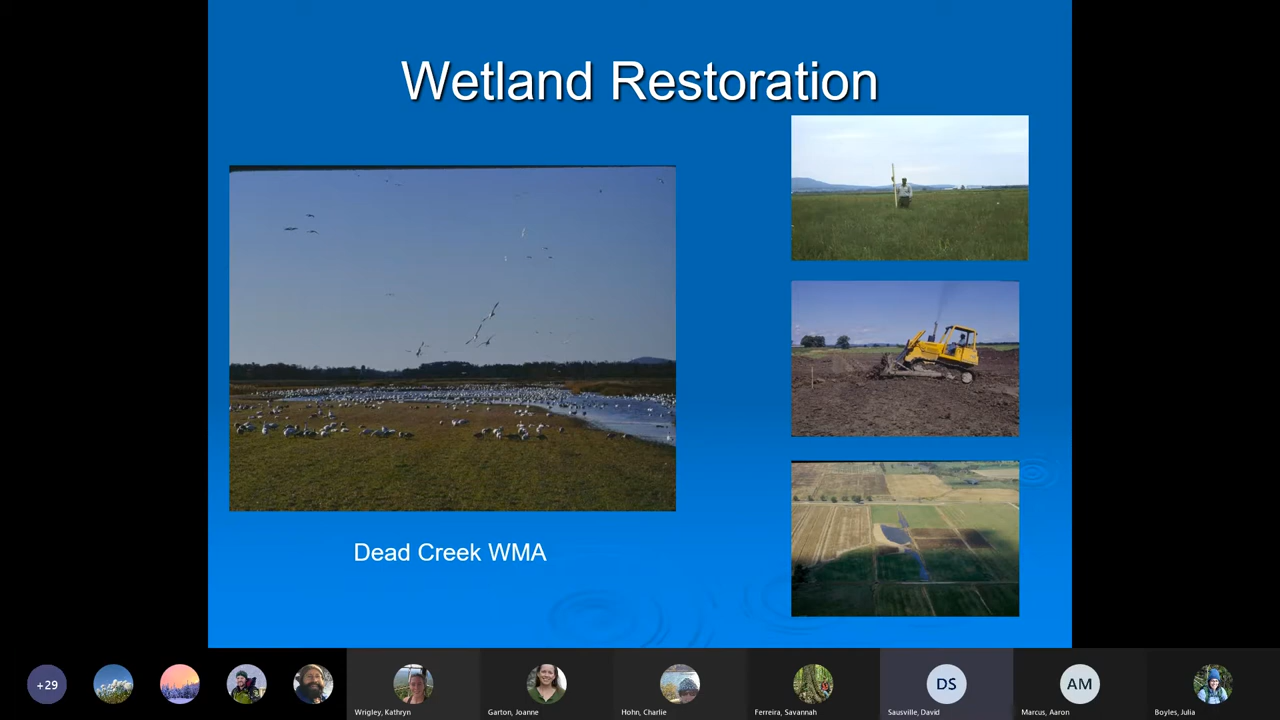 Wetland Restoration
Dead Creek WMA
+29
Wrigley, Kathryn
Garton, Joanne
Hohn, Charlie
Ferreira, Savannah
DS
Sausville, David
AM
Marcus, Aaron
Boyles, Julia